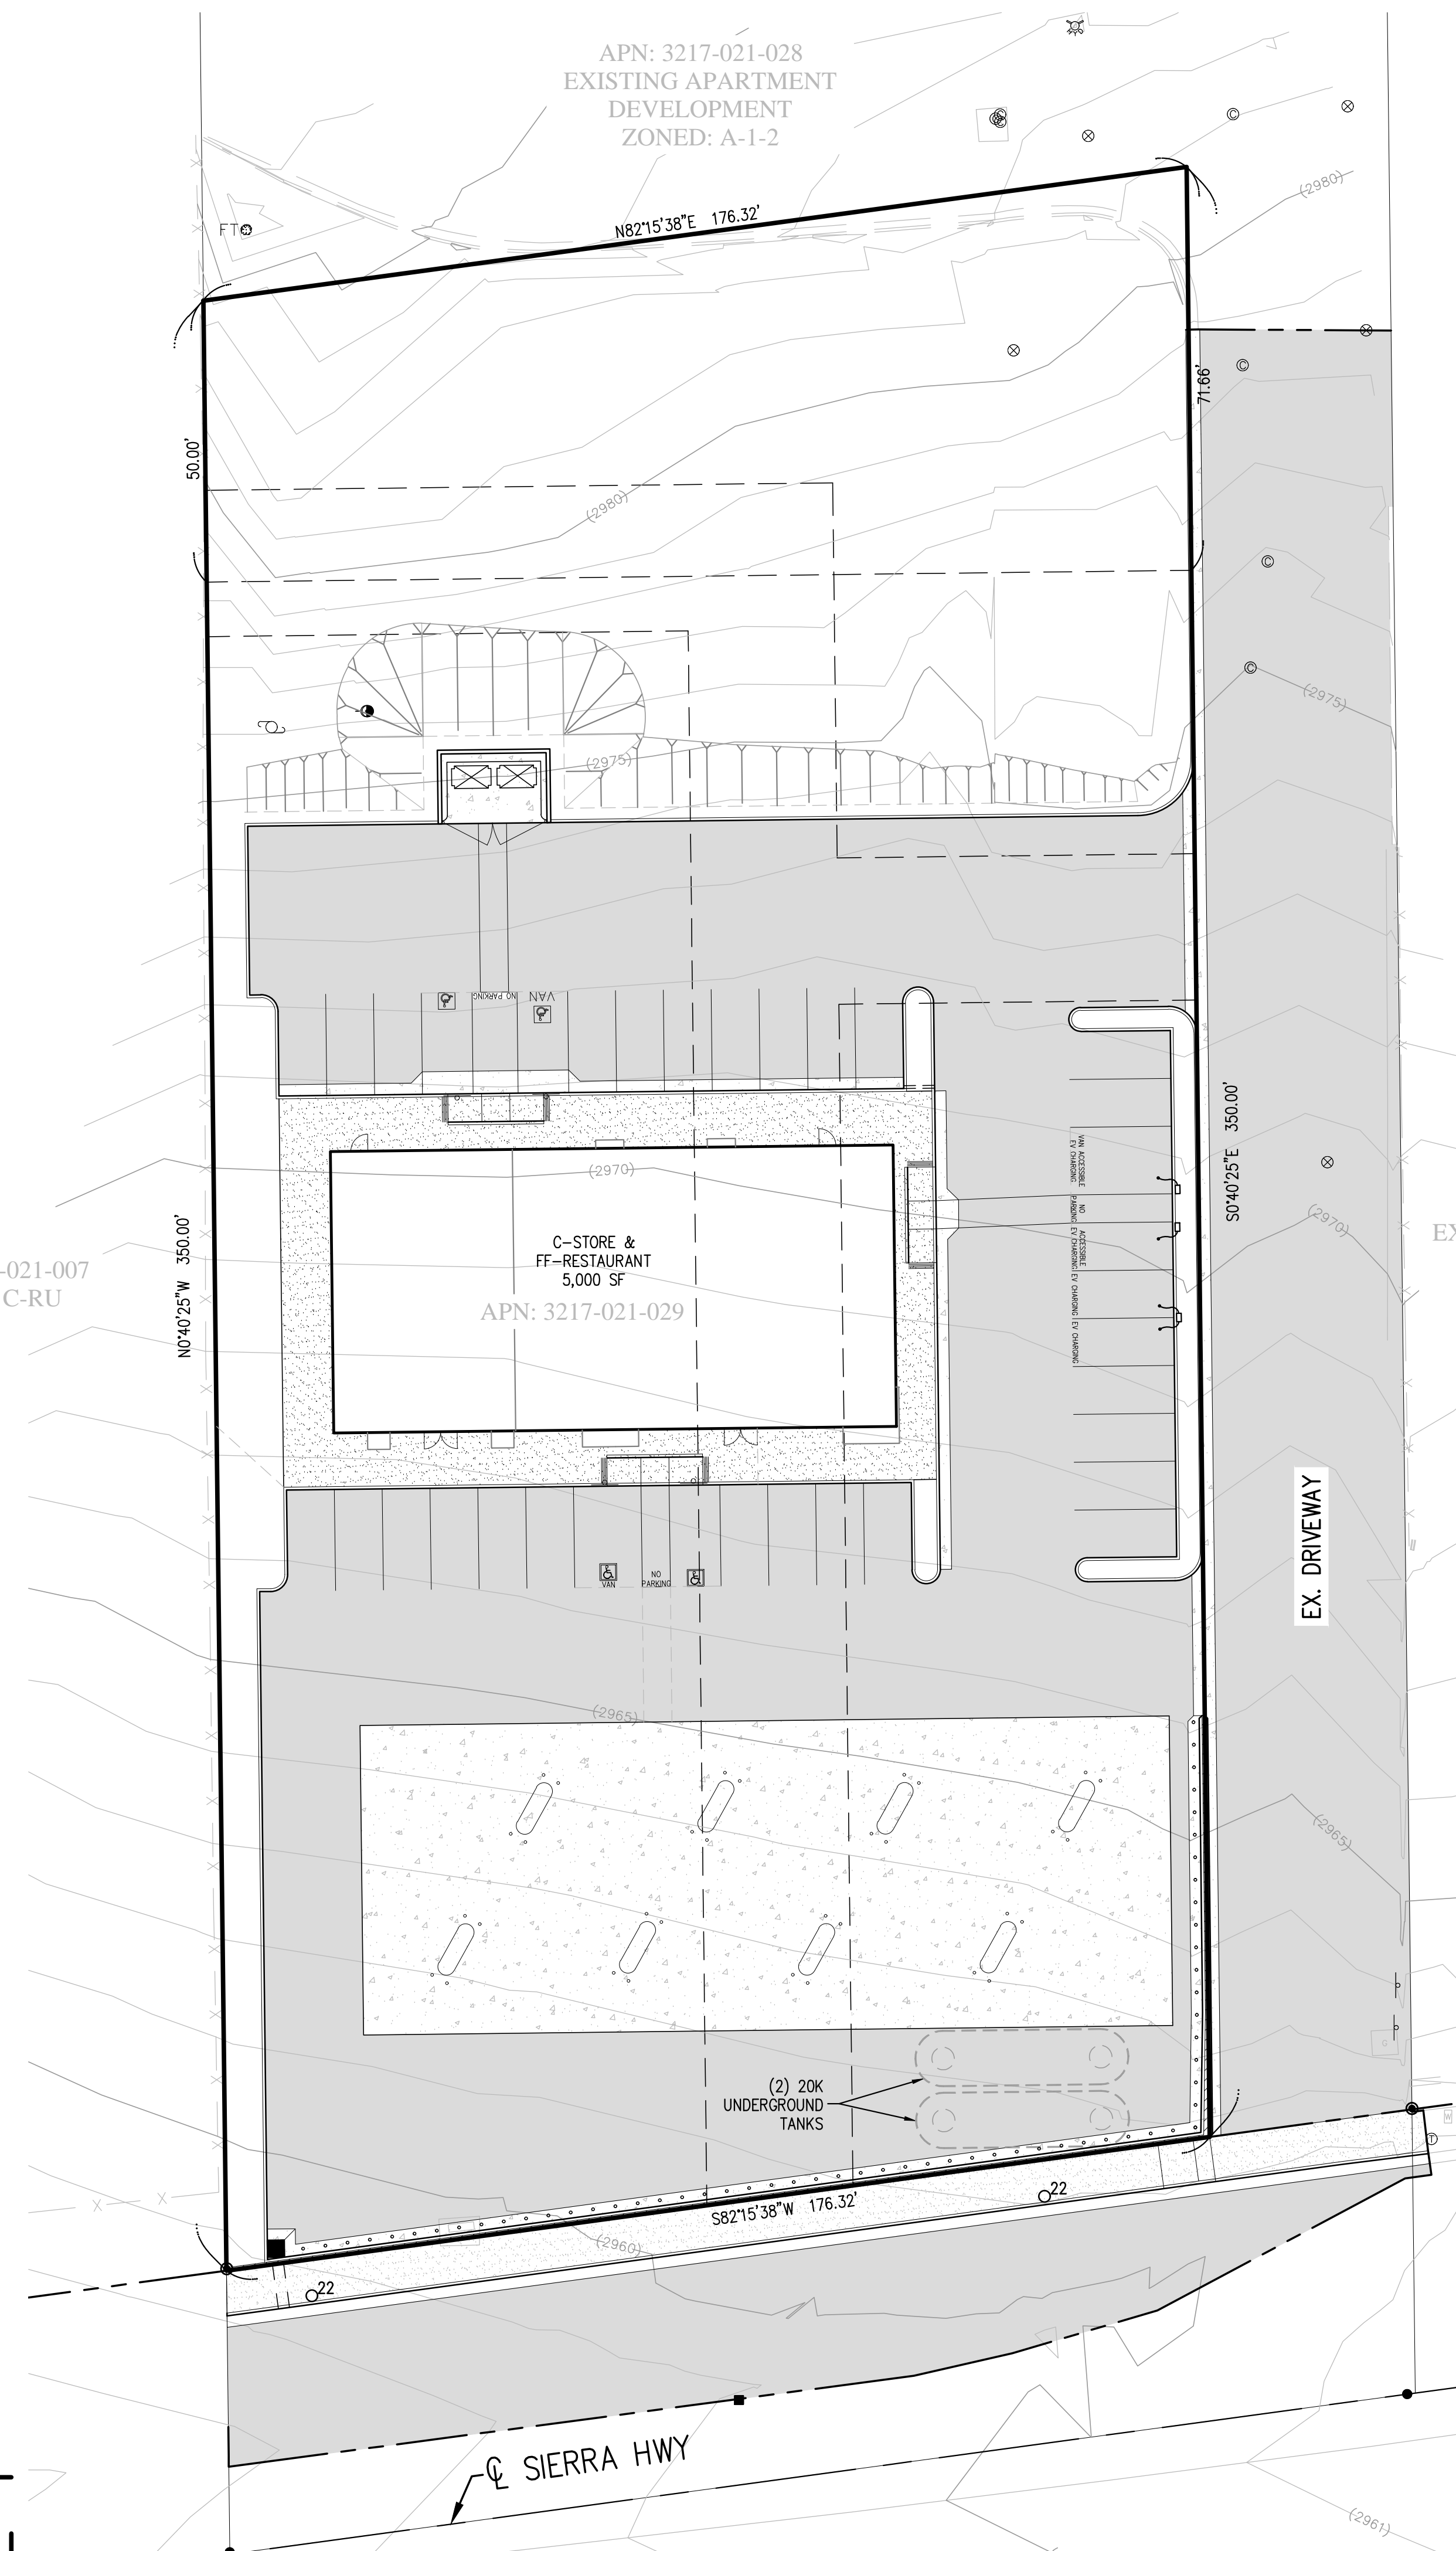 APN: 3217-021-028
EXISTING APARTMENT
DEVELOPMENT
ZONED: A-1-2
(2980)
N82°15'38"E 176.32'
FT
71.66'
50.00'
(2980)
(2975)
(2975)
NO PARKING
VAN
VAN ACCESSIBLE
EV CHARGING
NO
PARKING
ACCESSIBLE
EV CHARGING
EV CHARGING
EV CHARGING
S0°40'25"E 350.00'
(2970)
(2970)
C-STORE &
FF-RESTAURANT
5,000 SF
APN: 3217-021-029
N0°40'25"W 350.00'
-021-007
C-RU
EX
EX. DRIVEWAY
VAN
NO
PARKING
(2965)
(2965)
(2) 20K
UNDERGROUND
TANKS
W
T
22
S82°15'38"W 176.32'
(2960)
22
℄ SIERRA HWY
(2961)